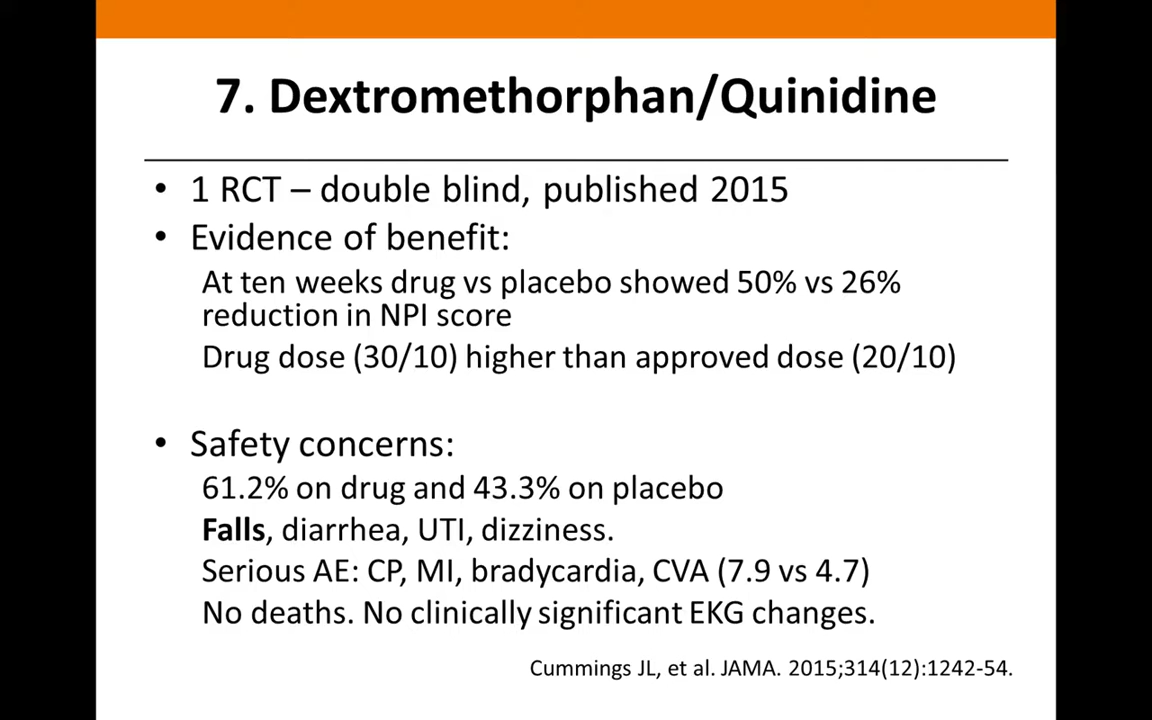 7. Dextromethorphan/Quinidine
• 1 RCT – double blind, published 2015
• Evidence of benefit:
At ten weeks drug vs placebo showed 50% vs 26%
reduction in NPI score
Drug dose (30/10) higher than approved dose (20/10)
• Safety concerns:
61.2% on drug and 43.3% on placebo
Falls, diarrhea, UTI, dizziness.
Serious AE: CP, MI, bradycardia, CVA (7.9 vs 4.7)
No deaths. No clinically significant EKG changes.
Cummings JL, et al. JAMA. 2015;314(12):1242-54.